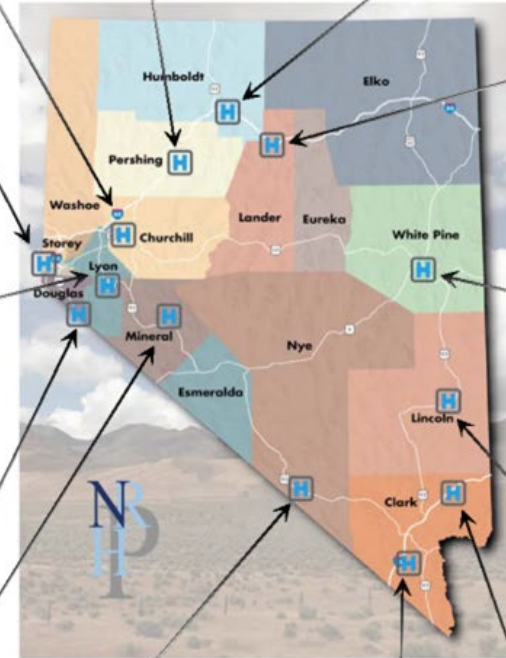 Humboldt
Elko
H
H
Pershing
H
Washoe
Lander
Eureka
H
Churchill
White Pine
Storey
H
Lyon
H
H
Douglas
H
H
Mineral
Nye
Esmeralda
H
Lincoln
H
Clark
H
H
NRHP